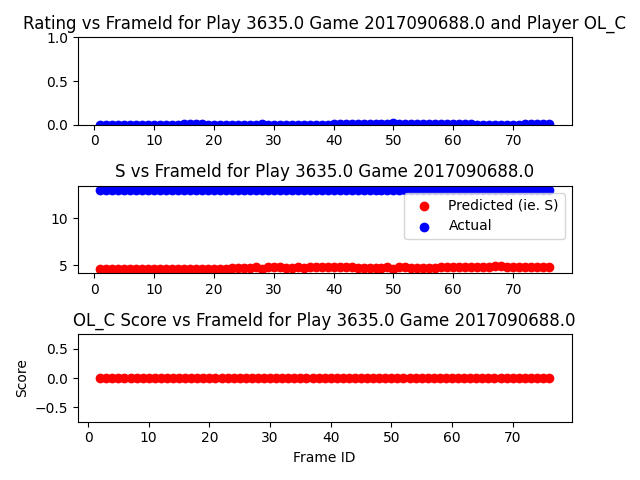 Rating vs FrameId for Play 3635.0 Game 2017090688.0 and Player OL_C
1.0
0.5
0.0
0 10 20 30 40 50 60 70
S vs FrameId for Play 3635.0 Game 2017090688.0
10
5
Predicted (ie. S)
Actual
0 10 20 30 40 50 60 70
OL_C Score vs FrameId for Play 3635.0 Game 2017090688.0
Score
0.5
0.0
−0.5
0 10 20 30 40 50 60 70
Frame ID